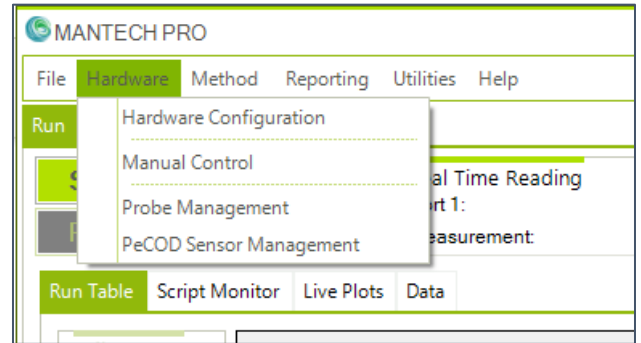 MANTECH PRO
File Hardware Method Reporting Utilities Help
Run
Hardware Configuration
Manual Control
Probe Management
PeCOD Sensor Management
al Time Reading
ort 1:
easurement:
Run Table Script Monitor Live Plots Data